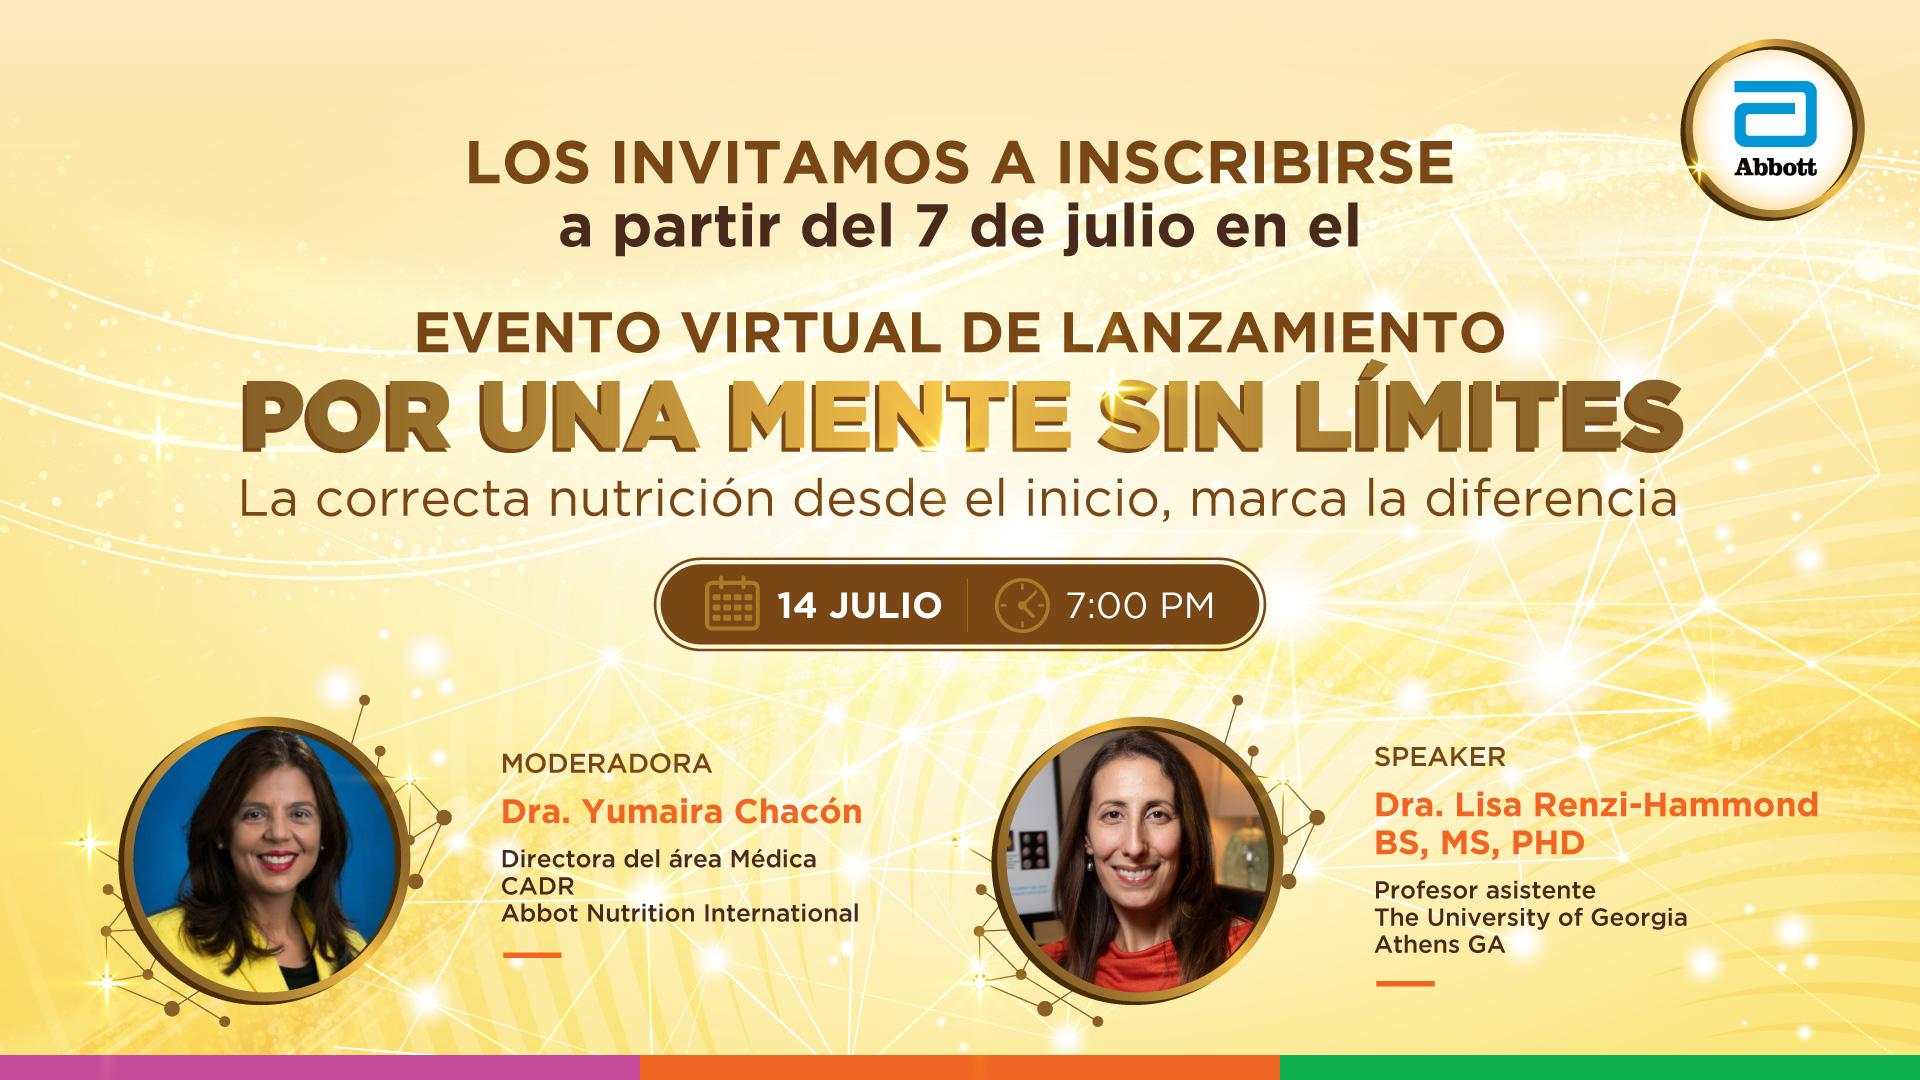 Abbott
LOS INVITAMOS A INSCRIBIRSE
a partir del 7 de julio en el
EVENTO VIRTUAL DE LANZAMIENTO
POR UNA MENTE SIN LÍMITES
La correcta nutrición desde el inicio, marca la diferencia
14 JULIO
7:00 PM
MODERADORA
Dra. Yumaira Chacón
Directora del área Médica
CADR
Abbot Nutrition International
SPEAKER
Dra. Lisa Renzi-Hammond
BS, MS, PHD
Profesor asistente
The University of Georgia
Athens GA